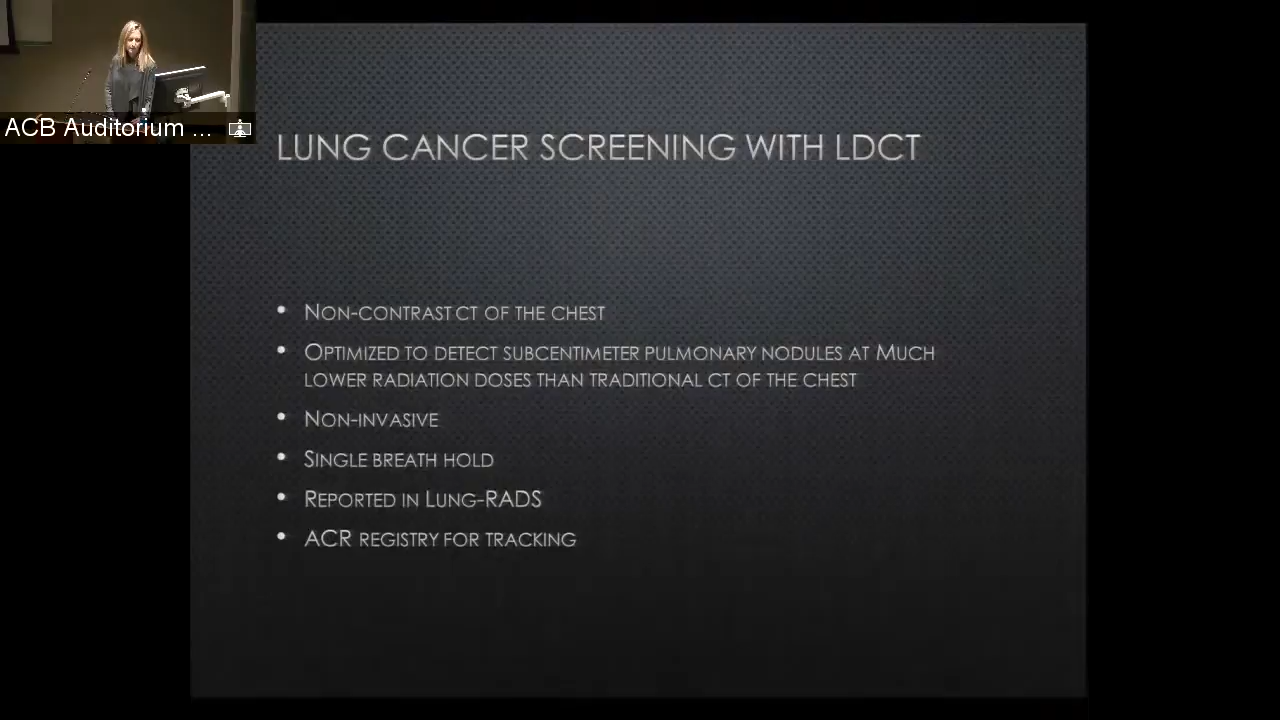 ACB Auditorium ...
LUNG CANCER SCREENING WITH LDCT
• NON-CONTRAST CT OF THE CHEST
• OPTIMIZED TO DETECT SUBCENTIMETER PULMONARY NODULES AT MUCH
LOWER RADIATION DOSES THAN TRADITIONAL CT OF THE CHEST
• NON-INVASIVE
• SINGLE BREATH HOLD
• REPORTED IN LUNG-RADS
• ACR REGISTRY FOR TRACKING